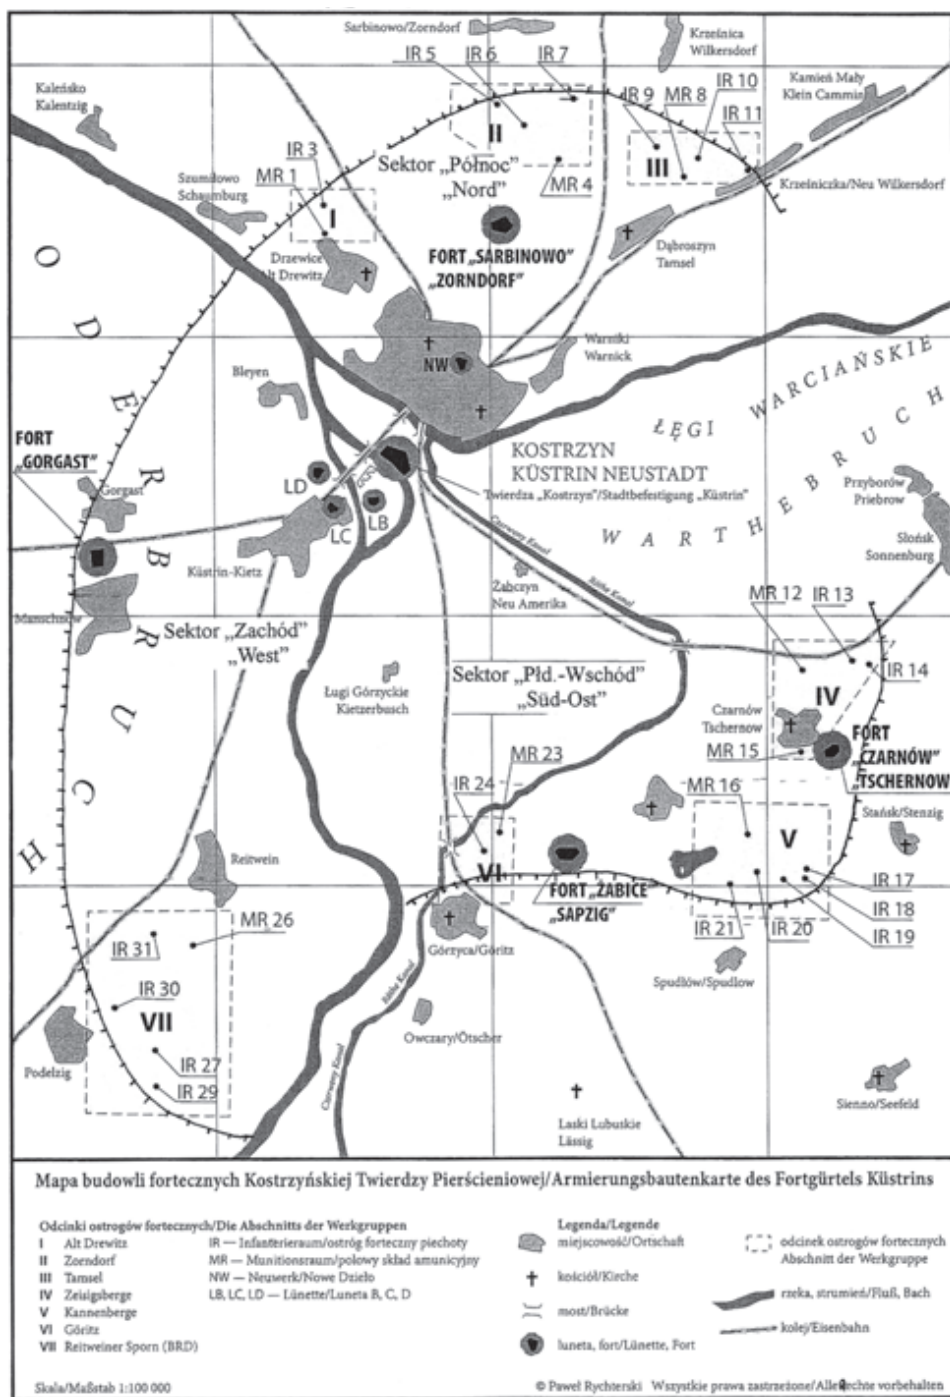 Sarbinowo/Zorndorf
Krześnica
Wilkersdorf
IR 5
IR 6
IR 7
Kaleńsko
Kalentzig
Kamień Mały
Klein Cammin
IR 9
MR 8
IR 10
IR 11
IR 3
MR 1
Szumiłowo
Schaumburg
Sektor „Północ"
„Nord"
II
III
MR 4
Krześniczka/Neu Wilkersdorf
I
Drzewice
Alt Drewitz
FORT „SARBINOWO"
„ZORNDORF"
Dąbroszyn
Tamsel
ODERBRUCH
NW
Warniki
Warnick
Bleyen
ŁĘGI WARCIAŃSKIE
WARTHEBRUCH
FORT
„GORGAST"
Gorgast
KOSTRZYN
KÜSTRIN NEUSTADT
Twierdza „Kostrzyn"/Stadtbefestigung „Küstrin"
LD
LC
LB
Przyborów
Priebrow
Słońsk
Sonnenburg
Czerwony Kanał
Röthe Kanal
Küstrin-Kietz
Żabczyn
Neu Amerika
Manschnow
MR 12
IR 13
IR 14
Sektor „Zachód"
„West"
Sektor „Płd.-Wschód"
„Süd-Ost"
Ługi Górzyckie
Kietzerbusch
IV
Czarnów
Tschernow
MR 15
FORT
„CZARNÓW"
„TSCHERNOW"
MR 23
IR 24
MR 16
Stańsk/Stenzig
V
Reitwein
VI
FORT „ŻABICE"
„SAPZIG"
IR 17
IR 18
IR 19
IR 20
IR 21
MR 26
IR 31
Górzyca/Göritz
Spudłów/Spudlow
IR 30
VII
Röthe Kanal
Owczary/Ötscher
Podelzig
IR 27
IR 29
Czerwony Kanał
Sienno/Seefeld
Laski Lubuskie
Lässig
Mapa budowli fortecznych Kostrzyńskiej Twierdzy Pierścieniowej/Armierungsbautenkarte des Fortgürtels Küstrins
Odcinki ostrogów fortecznych/Die Abschnitts der Werkgruppen
I Alt Drewitz
II Zorndorf
III Tamsel
IV Zeisigsberge
V Kannenberge
VI Göritz
VII Reitweiner Sporn (BRD)
IR — Infanterieraum/ostróg forteczny piechoty
MR — Munitionsraum/polowy skład amunicyjny
NW — Neuwerk/Nowe Dzieło
LB, LC, LD — Lünette/Luneta B, C, D
Legenda/Legende
miejscowość/Ortschaft
kościół/Kirche
most/Brücke
luneta, fort/Lünette, Fort
odcinek ostrogów fortecznych
Abschnitt der Werkgruppe
rzeka, strumień/Fluß, Bach
kolej/Eisenbahn
Skala/Maßstab 1:100 000
© Paweł Rychterski Wszystkie prawa zastrzeżone/Alle Rechte vorbehalten